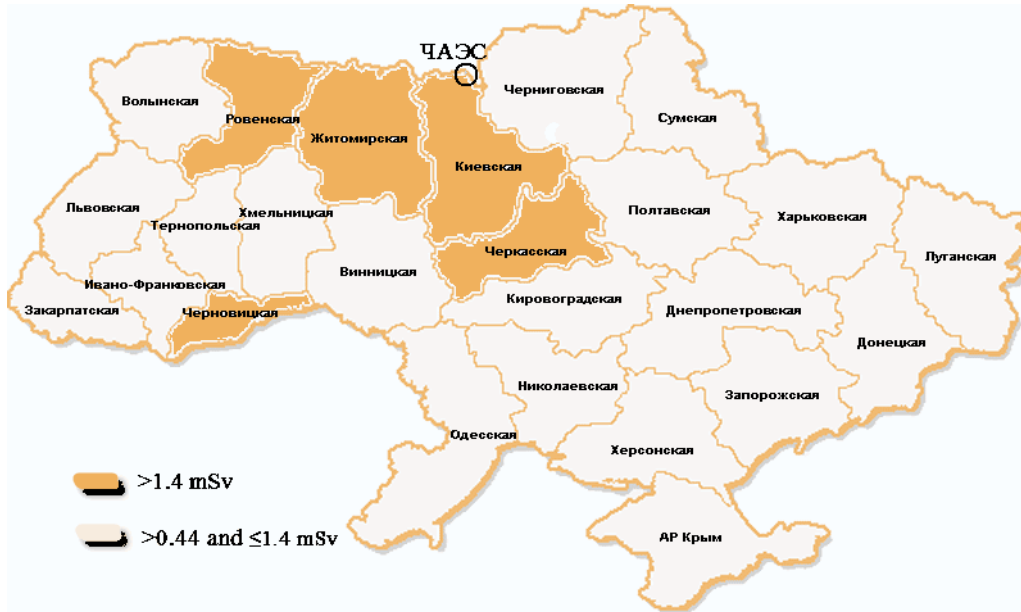 ЧАЭС
Волынская
Ровенская
Житомирская
Черниговская
Сумская
Киевская
Львовская
Тернопольская
Хмельницкая
Полтавская
Харьковская
Черкасская
Луганская
Винницкая
Ивано-Франковская
Закарпатская
Черновицкая
Кировоградская
Днепропетровская
Донецкая
Николаевская
Запорожская
Одесская
Херсонская
>1.4 mSv
>0.44 and ≤1.4 mSv
АР Крым